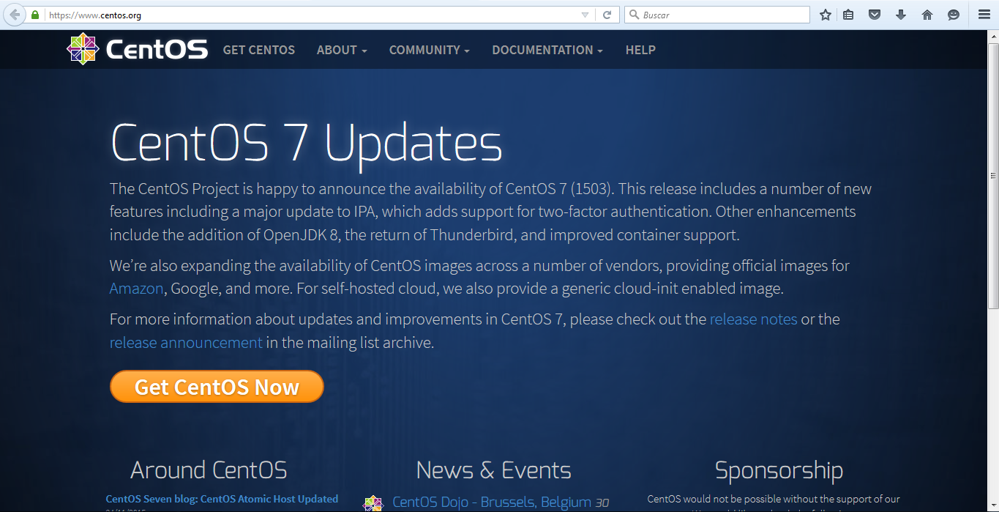 https://www.centos.org
Buscar
CentOS GET CENTOS ABOUT COMMUNITY DOCUMENTATION HELP
CentOS 7 Updates
The CentOS Project is happy to announce the availability of CentOS 7 (1503). This release includes a number of new
features including a major update to IPA, which adds support for two-factor authentication. Other enhancements
include the addition of OpenJDK 8, the return of Thunderbird, and improved container support.
We’re also expanding the availability of CentOS images across a number of vendors, providing official images for
Amazon, Google, and more. For self-hosted cloud, we also provide a generic cloud-init enabled image.
For more information about updates and improvements in CentOS 7, please check out the release notes or the
release announcement in the mailing list archive.
Get CentOS Now
Around CentOS
CentOS Seven blog: CentOS Atomic Host Updated
News & Events
CentOS Dojo - Brussels, Belgium 30
Sponsorship
CentOS would not be possible without the support of our